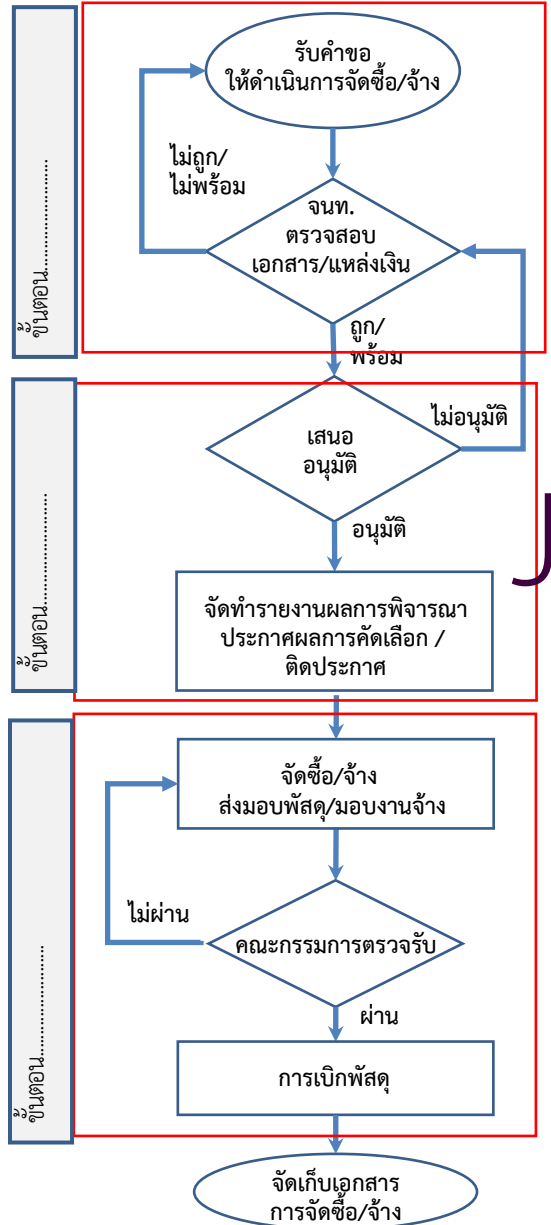 รับคำขอ
ให้ดำเนินการจัดซื้อ/จ้าง
ไม่ถูก/
ไม่พร้อม
จนท.
ตรวจสอบ
เอกสาร/แหล่งเงิน
ขั้นตอน............................
ถูก/
พร้อม
ไม่อนุมัติ
เสนอ
อนุมัติ
อนุมัติ
จัดทำรายงานผลการพิจารณา
ประกาศผลการคัดเลือก /
ติดประกาศ
ขั้นตอน............................
จัดซื้อ/จ้าง
ส่งมอบพัสดุ/มอบงานจ้าง
ไม่ผ่าน
คณะกรรมการตรวจรับ
ผ่าน
การเบิกพัสดุ
ขั้นตอน............................
จัดเก็บเอกสาร
การจัดซื้อ/จ้าง